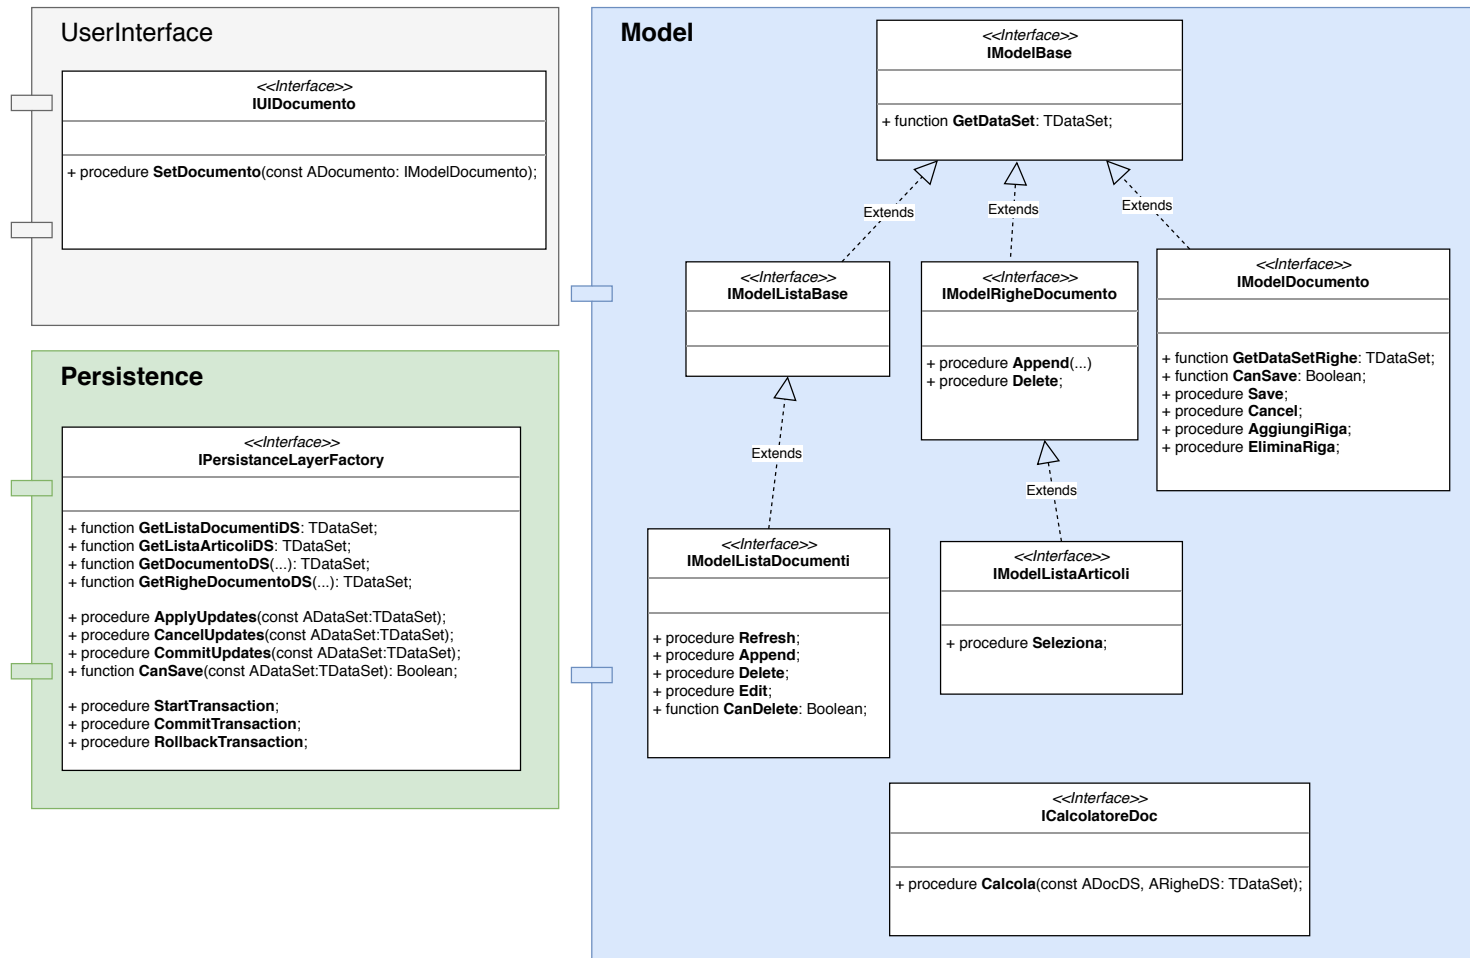 UserInterface
<<Interface>>
IUIDocumento
+ procedure SetDocumento(const ADocumento: IModelDocumento);
Persistence
<<Interface>>
IPersistanceLayerFactory
+ function GetListaDocumentiDS: TDataSet;
+ function GetListaArticoliDS: TDataSet;
+ function GetDocumentoDS(...): TDataSet;
+ function GetRigheDocumentoDS(...): TDataSet;
+ procedure ApplyUpdates(const ADataSet:TDataSet);
+ procedure CancelUpdates(const ADataSet:TDataSet);
+ procedure CommitUpdates(const ADataSet:TDataSet);
+ function CanSave(const ADataSet:TDataSet): Boolean;
+ procedure StartTransaction;
+ procedure CommitTransaction;
+ procedure RollbackTransaction;
Model
<<Interface>>
IModelBase
+ function GetDataSet: TDataSet;
Extends
Extends
Extends
<<Interface>>
IModelListaBase
<<Interface>>
IModelRigheDocumento
+ procedure Append(...)
+ procedure Delete;
<<Interface>>
IModelDocumento
+ function GetDataSetRighe: TDataSet;
+ function CanSave: Boolean;
+ procedure Save;
+ procedure Cancel;
+ procedure AggiungiRiga;
+ procedure EliminaRiga;
Extends
Extends
<<Interface>>
IModelListaDocumenti
+ procedure Refresh;
+ procedure Append;
+ procedure Delete;
+ procedure Edit;
+ function CanDelete: Boolean;
<<Interface>>
IModelListaArticoli
+ procedure Seleziona;
<<Interface>>
ICalcolatoreDoc
+ procedure Calcola(const ADocDS, ARigheDS: TDataSet);